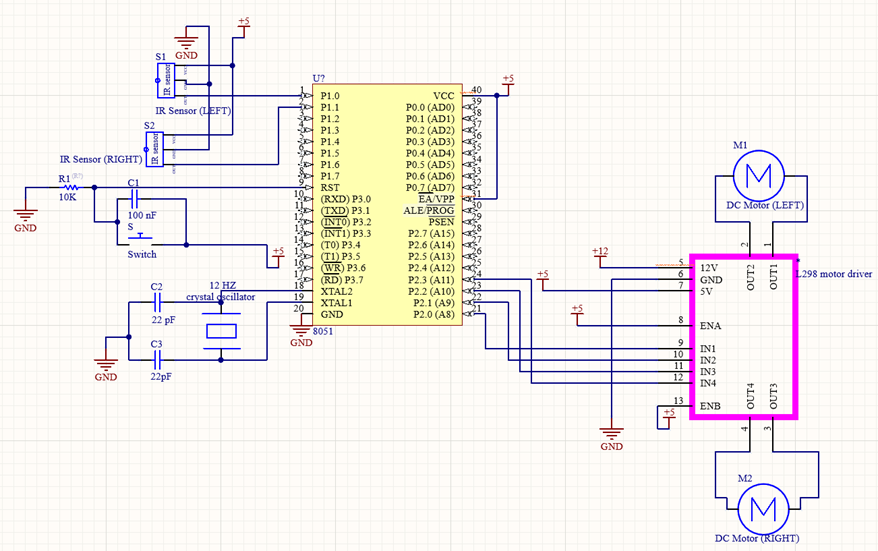 +5
GND
S1
IR sensor
IR Sensor (LEFT)
S2
IR sensor
IR Sensor (RIGHT)
R1
10K
GND
C1
100 nF
S
Switch
+5
12 HZ
crystal oscillator
C2
22 pF
C3
22pF
GND
U?
1 P1.0
2 P1.1
3 P1.2
4 P1.3
5 P1.4
6 P1.5
7 P1.6
8 P1.7
9 RST
10 (RXD) P3.0
11 (TXD) P3.1
12 (INT0) P3.2
13 (INT1) P3.3
14 (T0) P3.4
15 (T1) P3.5
16 (WR) P3.6
17 (RD) P3.7
18 XTAL2
19 XTAL1
20 GND
VCC 40
P0.0 (AD0) 39
P0.1 (AD1) 38
P0.2 (AD2) 37
P0.3 (AD3) 36
P0.4 (AD4) 35
P0.5 (AD5) 34
P0.6 (AD6) 33
P0.7 (AD7) 32
EA/VPP 31
ALE/PROG 30
PSEN 29
P2.7 (A15) 28
P2.6 (A14) 27
P2.5 (A13) 26
P2.4 (A12) 25
P2.3 (A11) 24
P2.2 (A10) 23
P2.1 (A9) 22
P2.0 (A8) 21
8051
GND
+5
M1
DC Motor (LEFT)
2 1
OUT2 OUT1
L298 motor driver
+12
5 12V
6 GND
+5
7 5V
+5
8 ENA
9 IN1
10 IN2
11 IN3
12 IN4
13 ENB
+5
GND
OUT4 OUT3
4 3
M2
DC Motor (RIGHT)